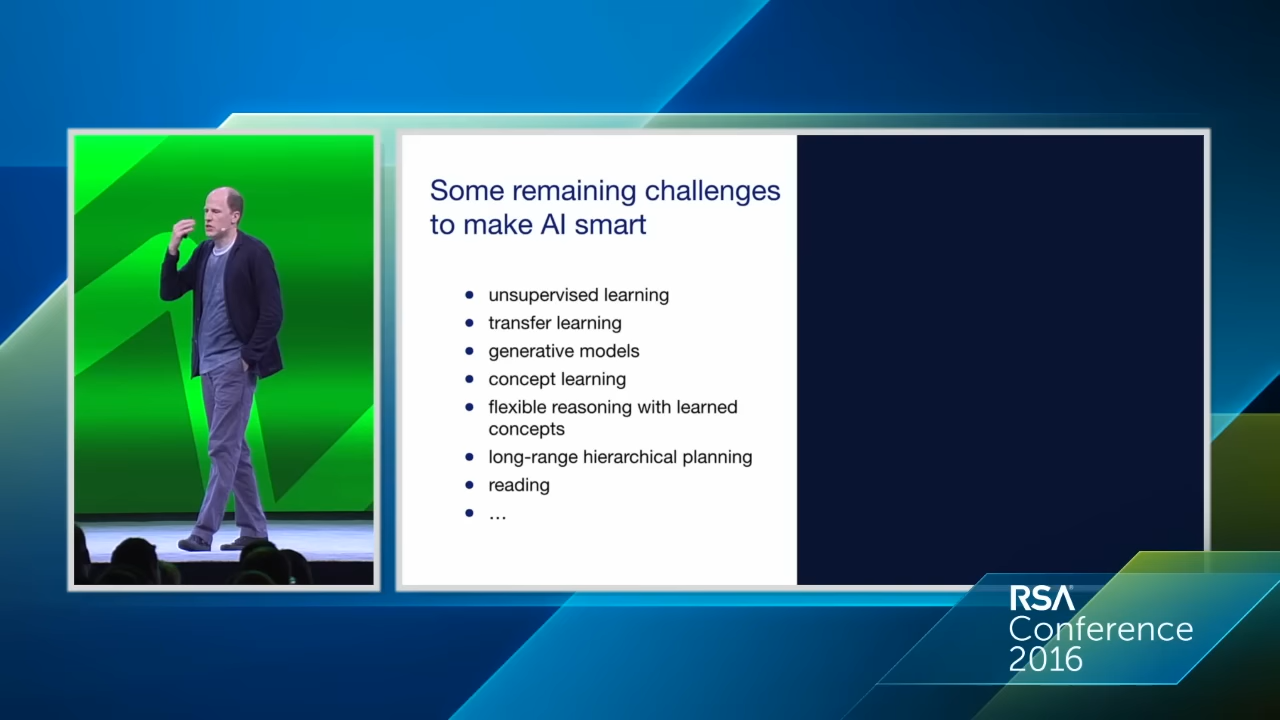 Some remaining challenges
to make AI smart
● unsupervised learning
● transfer learning
● generative models
● concept learning
● flexible reasoning with learned
concepts
● long-range hierarchical planning
● reading
● ...
RSA
Conference
2016